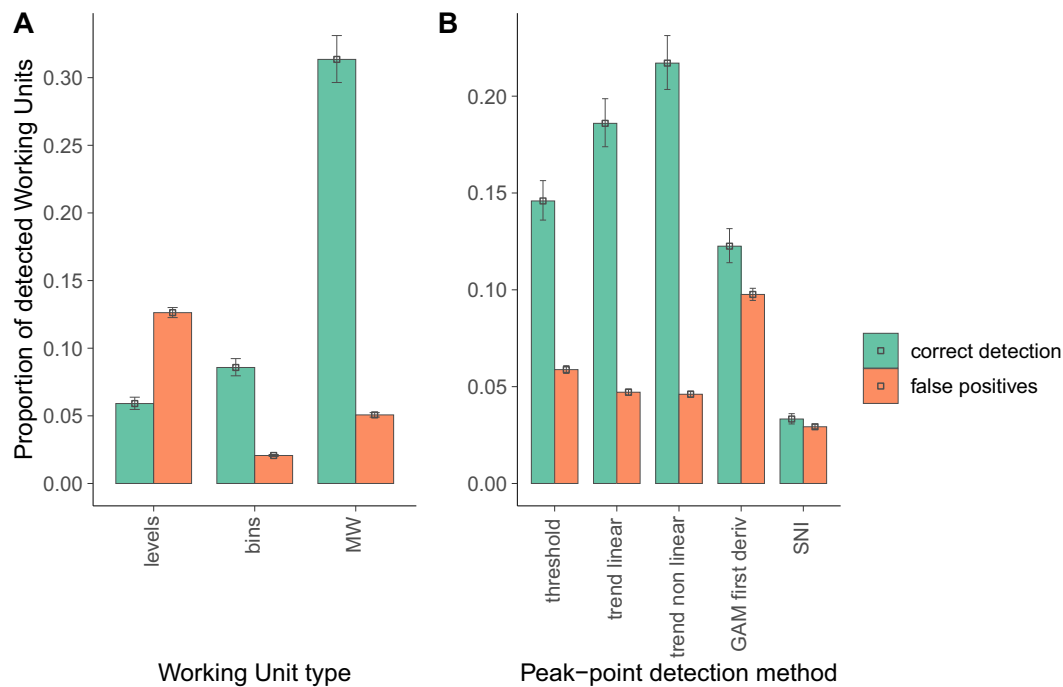 A
B
Proportion of detected Working Units
0.30
0.25
0.20
0.15
0.10
0.05
0.00
levels
bins
MW
Working Unit type
0.20
0.15
0.10
0.05
0.00
threshold
trend linear
trend non linear
GAM first deriv
SNI
Peak−point detection method
correct detection
false positives